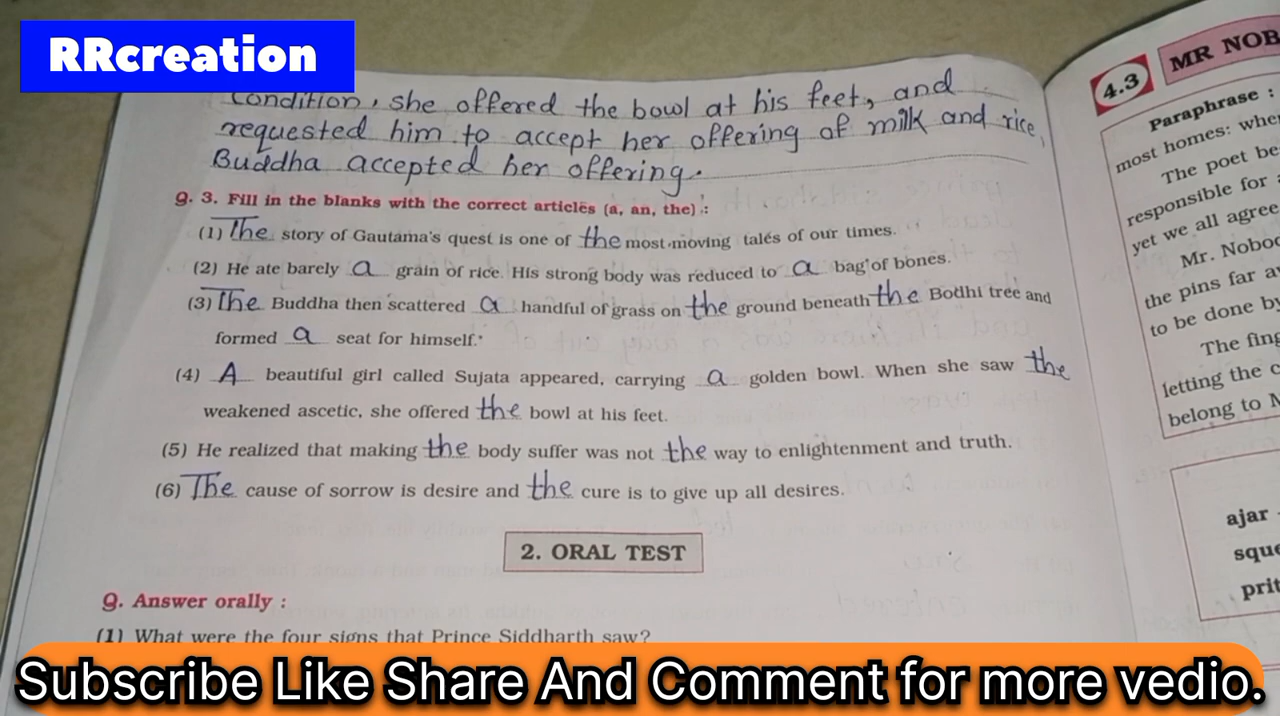 RRcreation
condition, she offered the bowl at his feet, and
requested him to accept her offering of milk and rice,
Buddha accepted her offering.
Q. 3. Fill in the blanks with the correct articles (a, an, the) :
(1) The story of Gautama's quest is one of the most moving tales of our times.
(2) He ate barely a grain of rice. His strong body was reduced to a bag of bones.
(3) The Buddha then scattered a handful of grass on the ground beneath the Bodhi tree and
formed a seat for himself.
(4) A beautiful girl called Sujata appeared, carrying a golden bowl. When she saw the
weakened ascetic, she offered the bowl at his feet.
(5) He realized that making the body suffer was not the way to enlightenment and truth.
(6) The cause of sorrow is desire and the cure is to give up all desires.
2. ORAL TEST
Q. Answer orally :
(1) What were the four signs that Prince Siddharth saw?
4.3 MR NOB
Paraphrase :
most homes: when
The poet be
responsible for
yet we all agree
Mr. Nobod
the pins far a
to be done by
The fing
letting the c
belong to M
ajar -
sque
prit
Subscribe Like Share And Comment for more vedio.